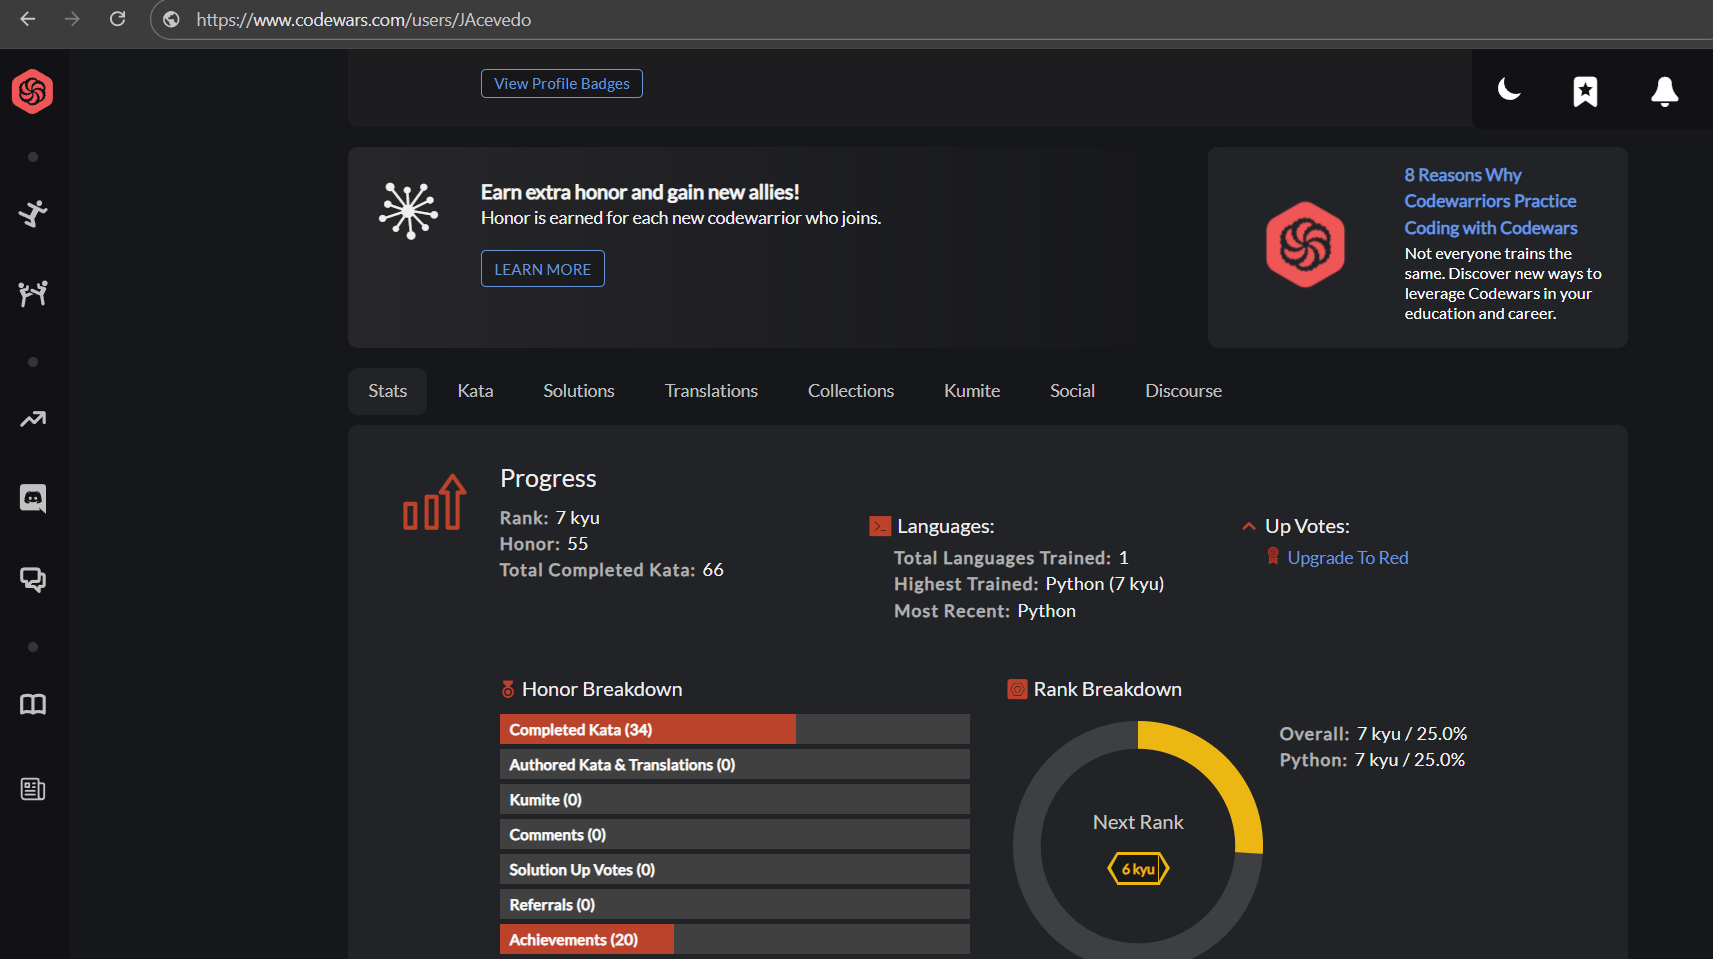 https://www.codewars.com/users/JAcevedo
View Profile Badges
Earn extra honor and gain new allies!
Honor is earned for each new codewarrior who joins.
LEARN MORE
8 Reasons Why
Codewarriors Practice
Coding with Codewars
Not everyone trains the
same. Discover new ways to
leverage Codewars in your
education and career.
Stats Kata Solutions Translations Collections Kumite Social Discourse
Progress
Rank: 7 kyu
Honor: 55
Total Completed Kata: 66
Languages:
Total Languages Trained: 1
Highest Trained: Python (7 kyu)
Most Recent: Python
Up Votes:
Upgrade To Red
Honor Breakdown
Completed Kata (34)
Authored Kata & Translations (0)
Kumite (0)
Comments (0)
Solution Up Votes (0)
Referrals (0)
Achievements (20)
Rank Breakdown
Next Rank
6 kyu
Overall: 7 kyu / 25.0%
Python: 7 kyu / 25.0%